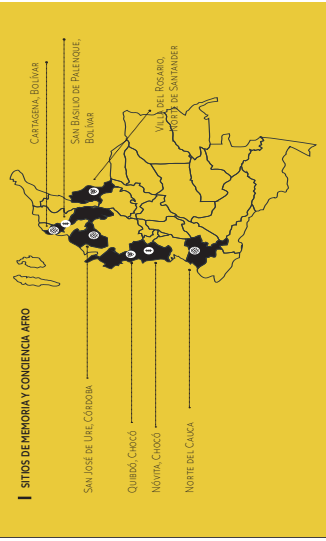 SITIOS DE MEMORIA Y CONCIENCIA AFRO
CARTAGENA, BOLÍVAR
SAN BASILIO DE PALENQUE,
BOLÍVAR
VILLA DEL ROSARIO,
NORTE DE SANTANDER
SAN JOSÉ DE URE, CÓRDOBA
QUIBDÓ, CHOCÓ
NÓVITA, CHOCÓ
NORTE DEL CAUCA